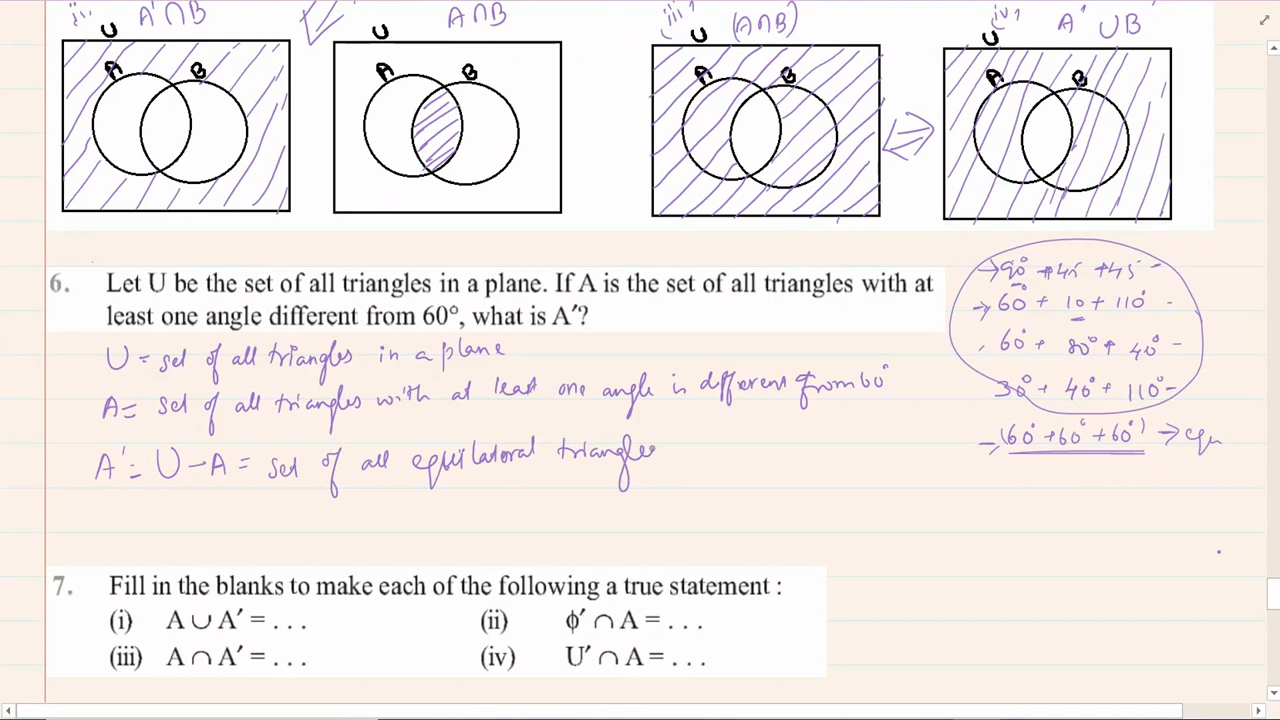 ii, A' ∩ B'
A∩B
iii, (A∩B)'
iv, A' ∪ B'
U
U
U
U
A B
A B
A B
A B
6. Let U be the set of all triangles in a plane. If A is the set of all triangles with at
least one angle different from 60°, what is A′?
U = set of all triangles in a plane
A = set of all triangles with at least one angle is different from 60°
A' = U - A = set of all equilateral triangles
→ 90° + 45 + 45 -
→ 60° + 10 + 110° -
, 60° + 80° + 40° -
30° + 40° + 110° -
→ (60° + 60° + 60°) → equ
7. Fill in the blanks to make each of the following a true statement :
(i) A ∪ A′ = . . . (ii) ϕ′ ∩ A = . . .
(iii) A ∩ A′ = . . . (iv) U′ ∩ A = . . .